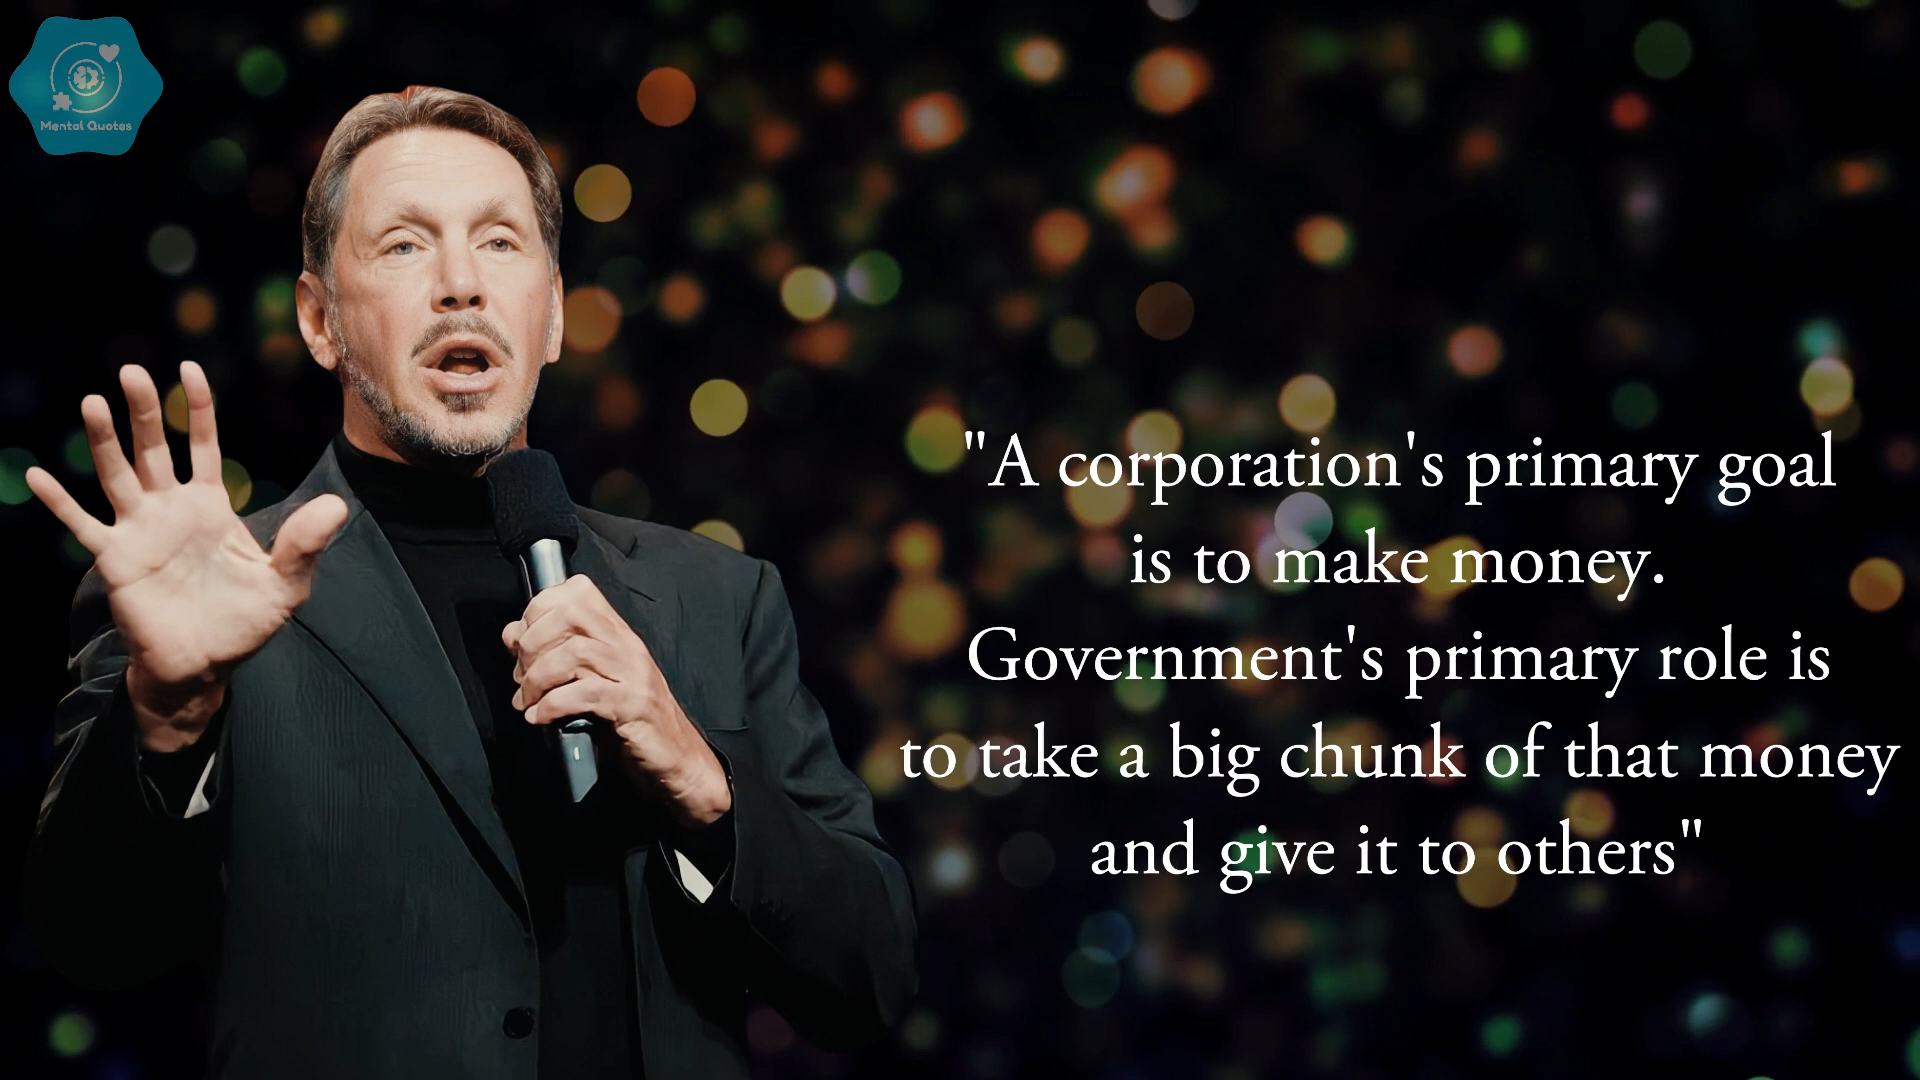 Mental Quotes
"A corporation's primary goal
is to make money.
Government's primary role is
to take a big chunk of that money
and give it to others"